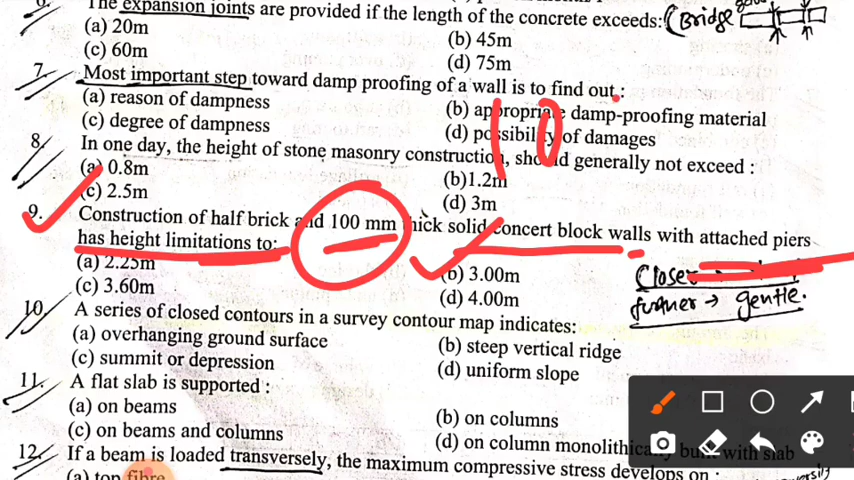 6. The expansion joints are provided if the length of the concrete exceeds: (Bridge
(a) 20m (b) 45m
(c) 60m (d) 75m
7. Most important step toward damp proofing of a wall is to find out :
(a) reason of dampness (b) appropriate damp-proofing material
(c) degree of dampness (d) possibility of damages
10
8. In one day, the height of stone masonry construction, should generally not exceed :
(a) 0.8m (b)1.2m
(c) 2.5m (d) 3m
9. Construction of half brick and 100 mm thick solid concert block walls with attached piers
has height limitations to:
(a) 2.25m (b) 3.00m
(c) 3.60m (d) 4.00m
Closer
further → gentle.
10. A series of closed contours in a survey contour map indicates:
(a) overhanging ground surface (b) steep vertical ridge
(c) summit or depression (d) uniform slope
11. A flat slab is supported :
(a) on beams (b) on columns
(c) on beams and columns (d) on column monolithically built with slab
12. If a beam is loaded transversely, the maximum compressive stress develops on :
(a) top fibre